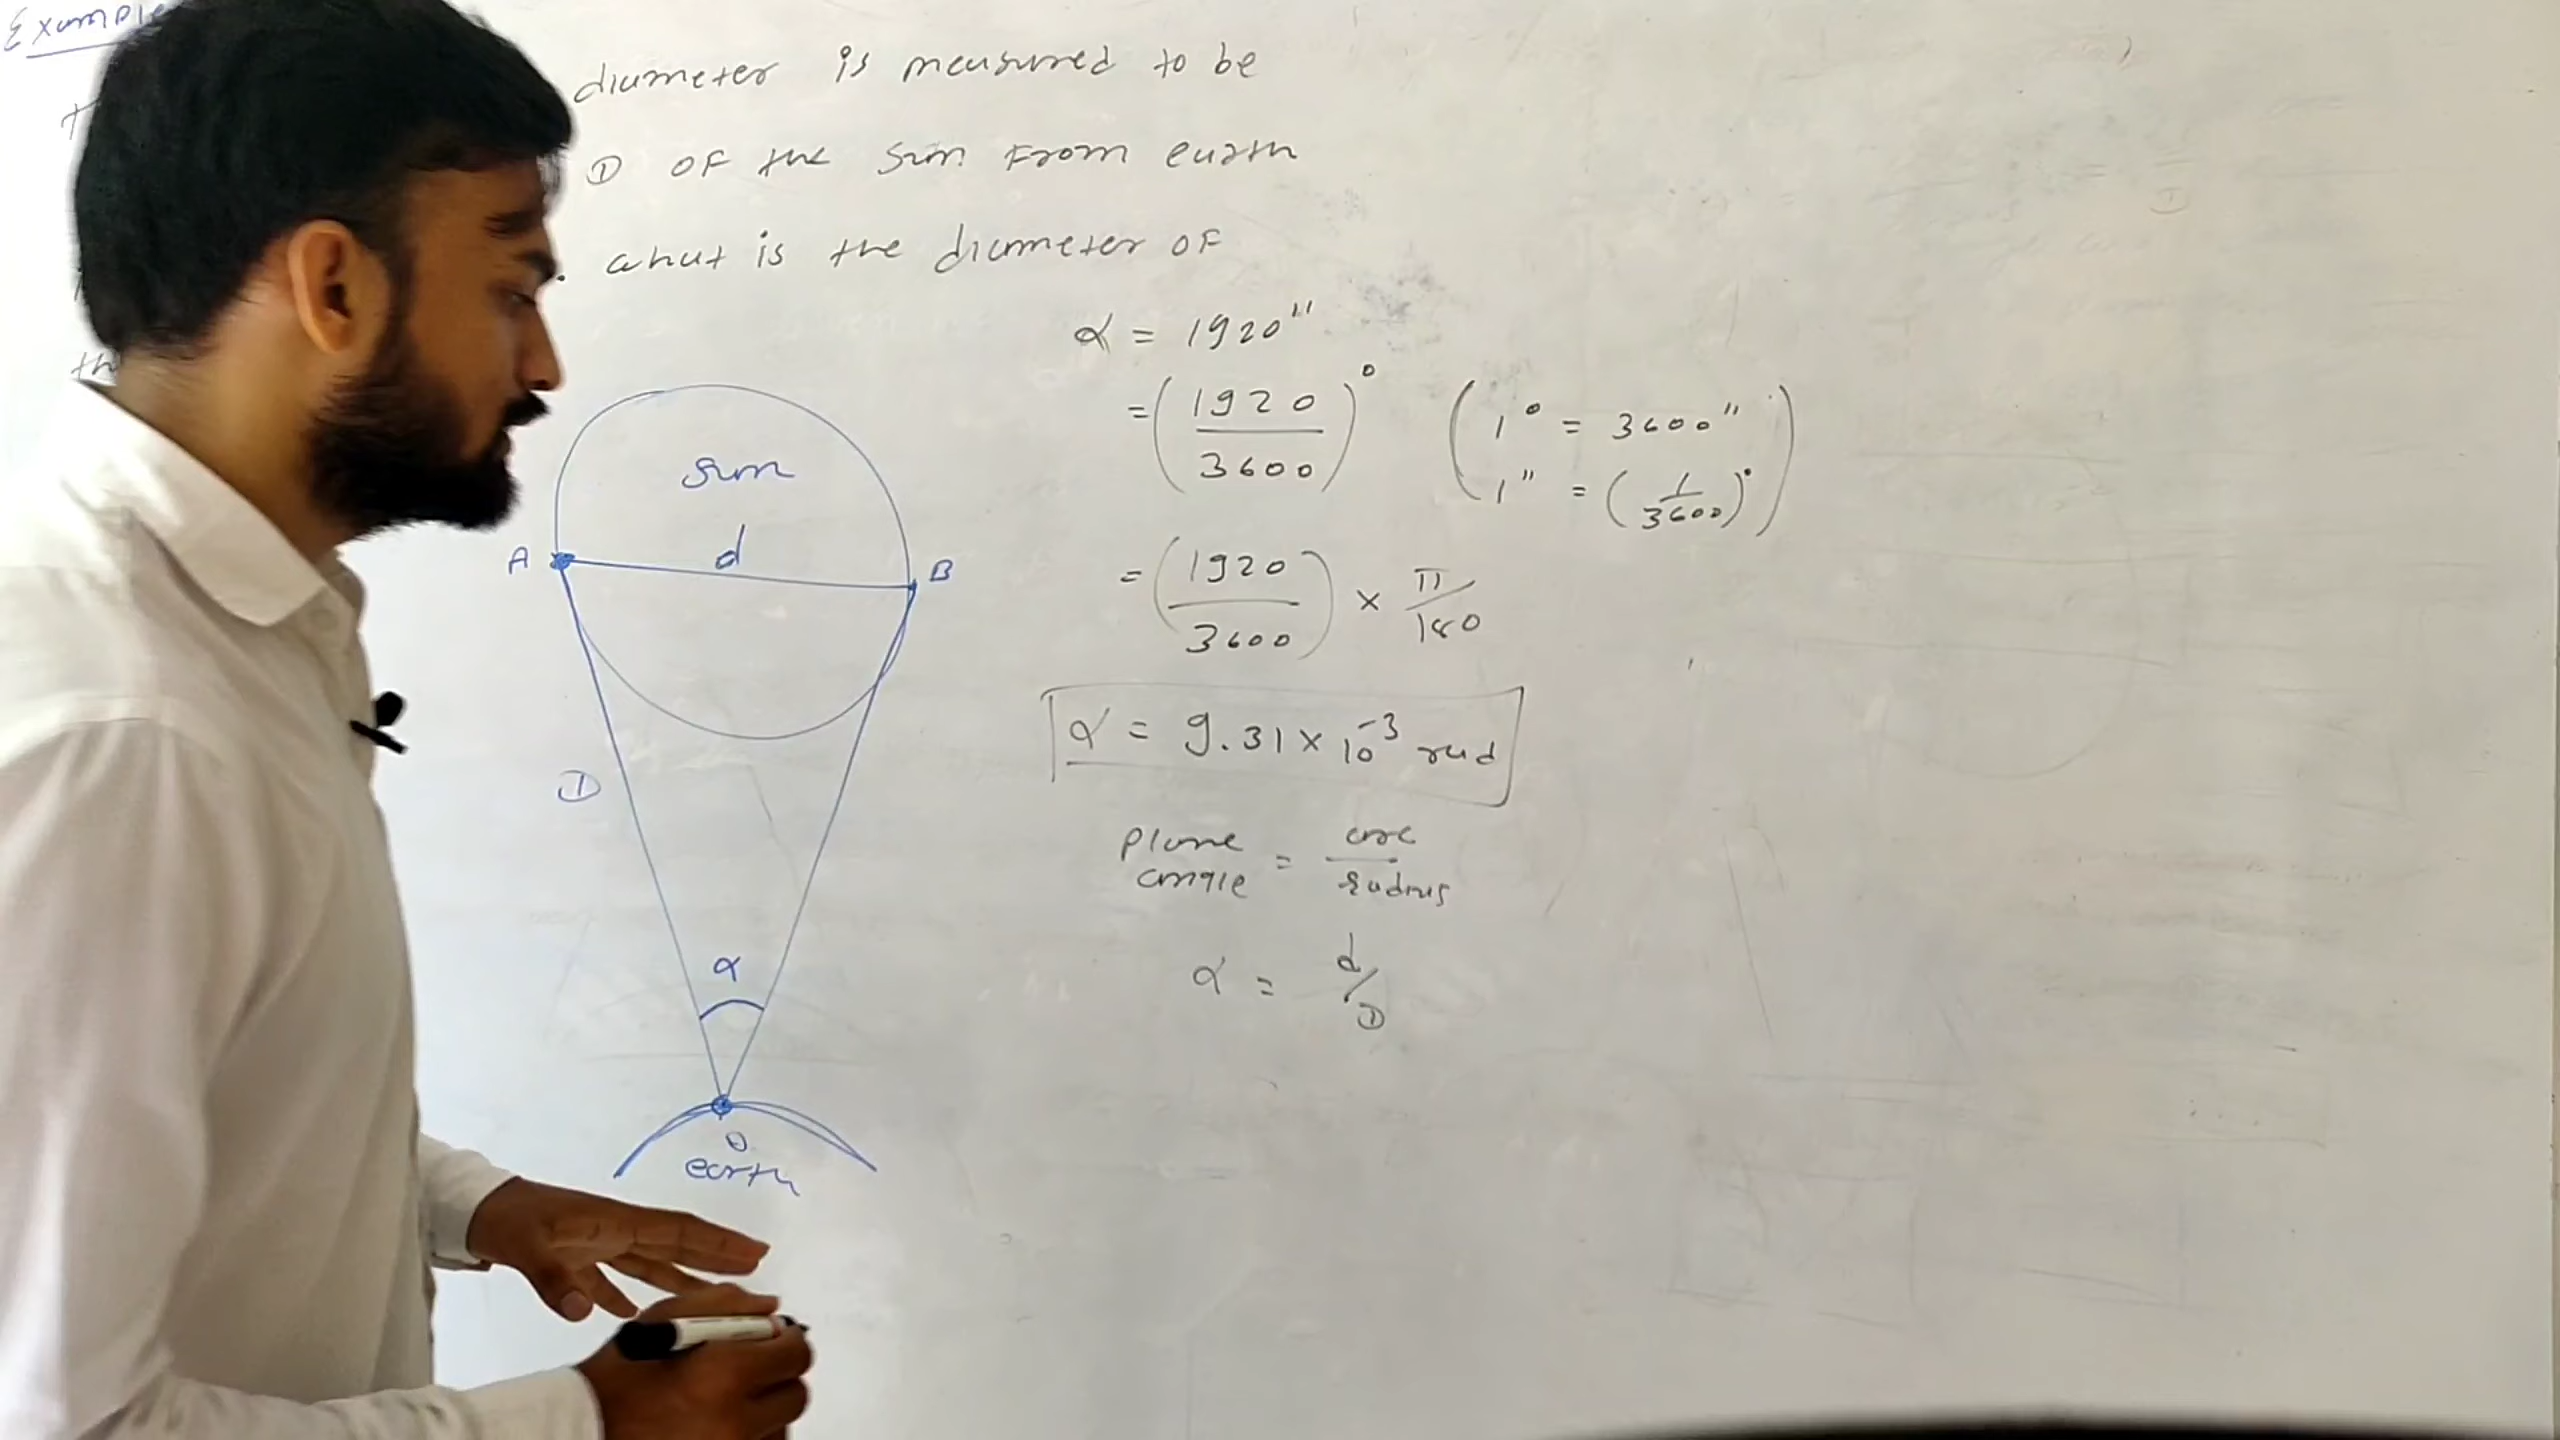 Example
diameter is measured to be
D of the sun from earth
. what is the diameter of
th
α = 1920"
= (1920/3600)° (1° = 3600"
1" = (1/3600)°)
= (1920/3600) × π/180
α = 9.31 × 10⁻³ rad
plane angle = arc/radius
α = d/D
sun
d
A
B
D
α
O
earth